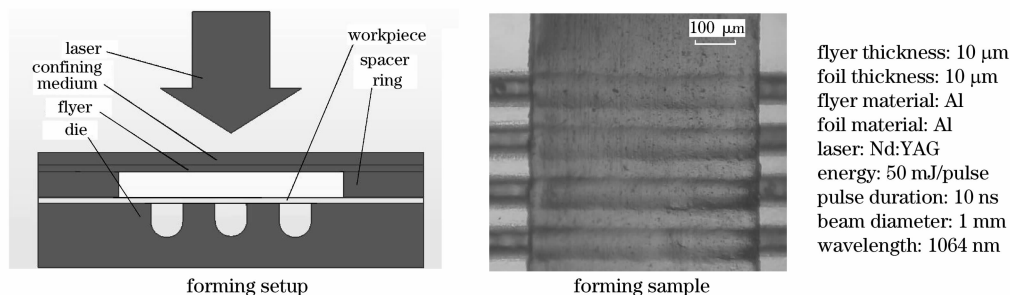 laser
confining
medium
flyer
die
workpiece
spacer
ring
forming setup
100 μm
forming sample
flyer thickness: 10 μm
foil thickness: 10 μm
flyer material: Al
foil material: Al
laser: Nd:YAG
energy: 50 mJ/pulse
pulse duration: 10 ns
beam diameter: 1 mm
wavelength: 1064 nm